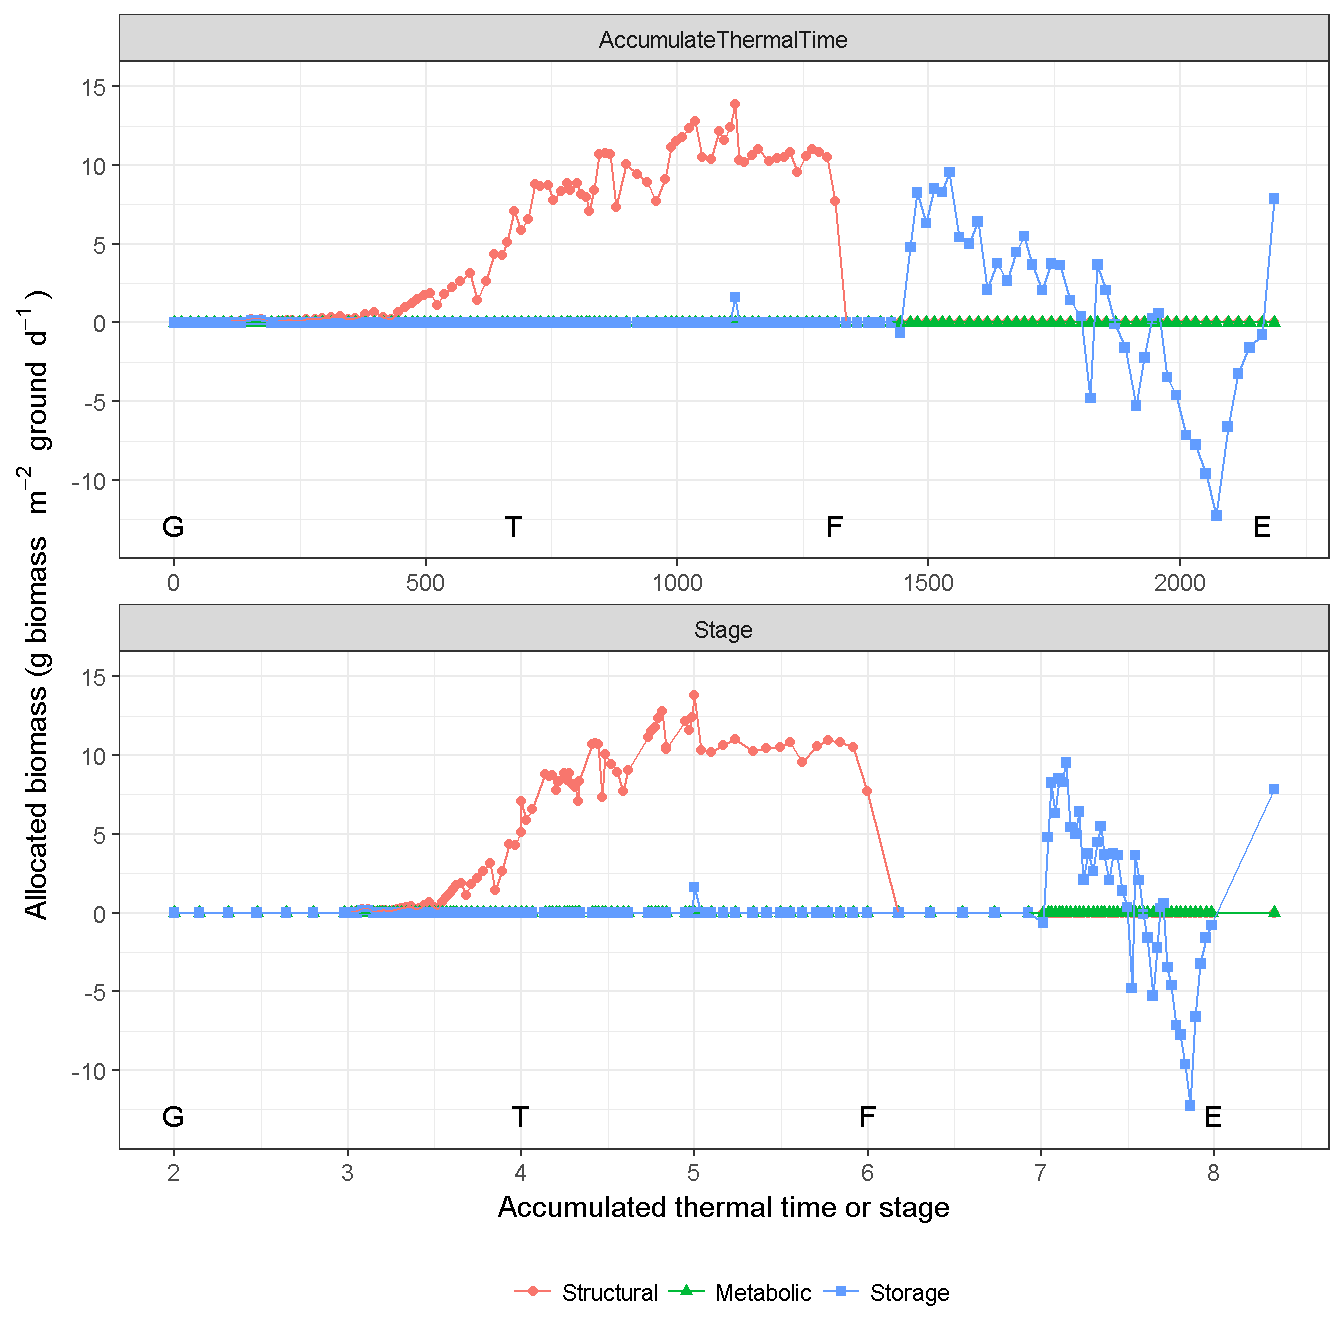 AccumulateThermalTime
15
10
5
0
-5
-10
G T F E
0 500 1000 1500 2000
Stage
15
10
5
0
-5
-10
G T F E
2 3 4 5 6 7 8
Allocated biomass (g biomass m⁻² ground d⁻¹)
Accumulated thermal time or stage
Structural Metabolic Storage